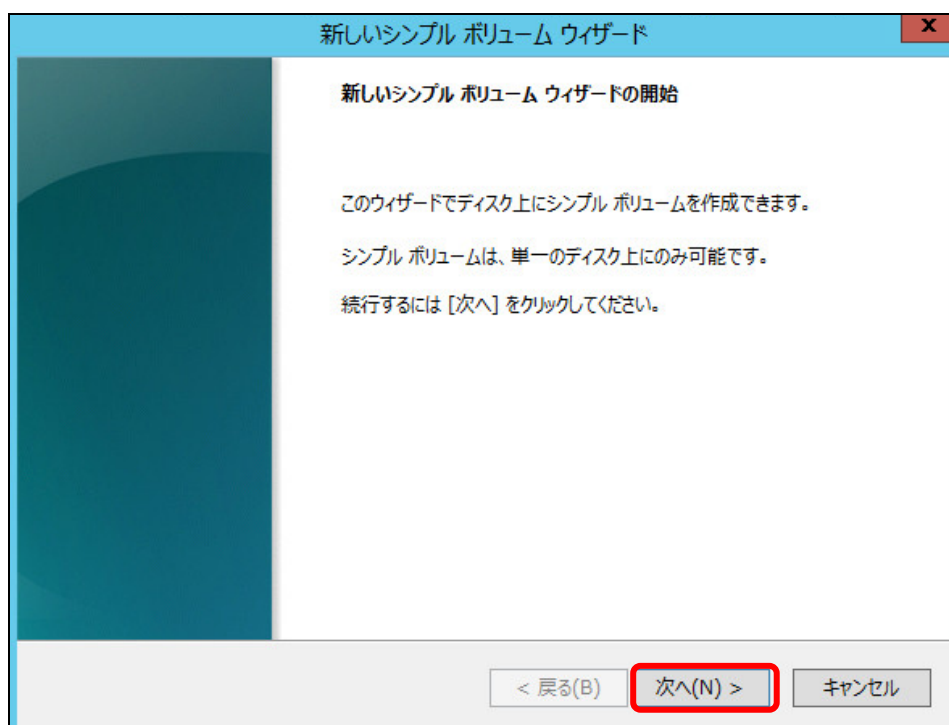 新しいシンプル ボリューム ウィザード
x
新しいシンプル ボリューム ウィザードの開始
このウィザードでディスク上にシンプル ボリュームを作成できます。
シンプル ボリュームは、単一のディスク上にのみ可能です。
続行するには [次へ] をクリックしてください。
< 戻る(B)
次へ(N) >
キャンセル